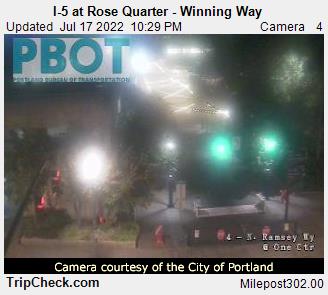 I-5 at Rose Quarter - Winning Way
Updated Jul 17 2022 10:29 PM Camera 4
PBOT
PORTLAND BUREAU OF TRANSPORTATION
4 - N. Ramsey Wy
@ One Ctr
Camera courtesy of the City of Portland
TripCheck.com Milepost302.00